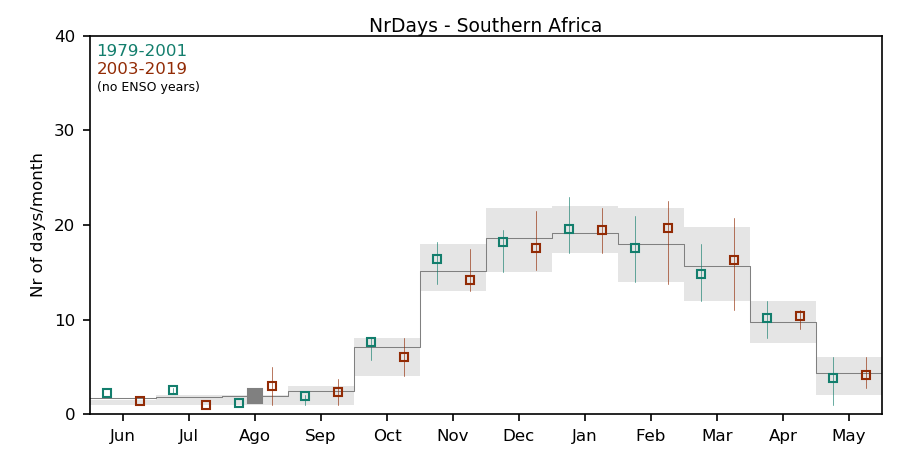 NrDays - Southern Africa
40
1979-2001
2003-2019
(no ENSO years)
30
20
10
0
Nr of days/month
Jun Jul Ago Sep Oct Nov Dec Jan Feb Mar Apr May